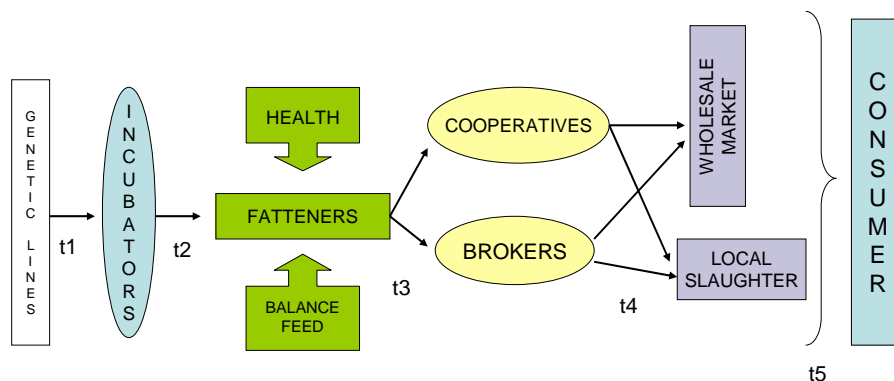 GENETIC LINES
t1
INCUBATORS
t2
HEALTH
FATTENERS
BALANCE
FEED
t3
COOPERATIVES
BROKERS
t4
WHOLESALE
MARKET
LOCAL
SLAUGHTER
t5
CONSUMER